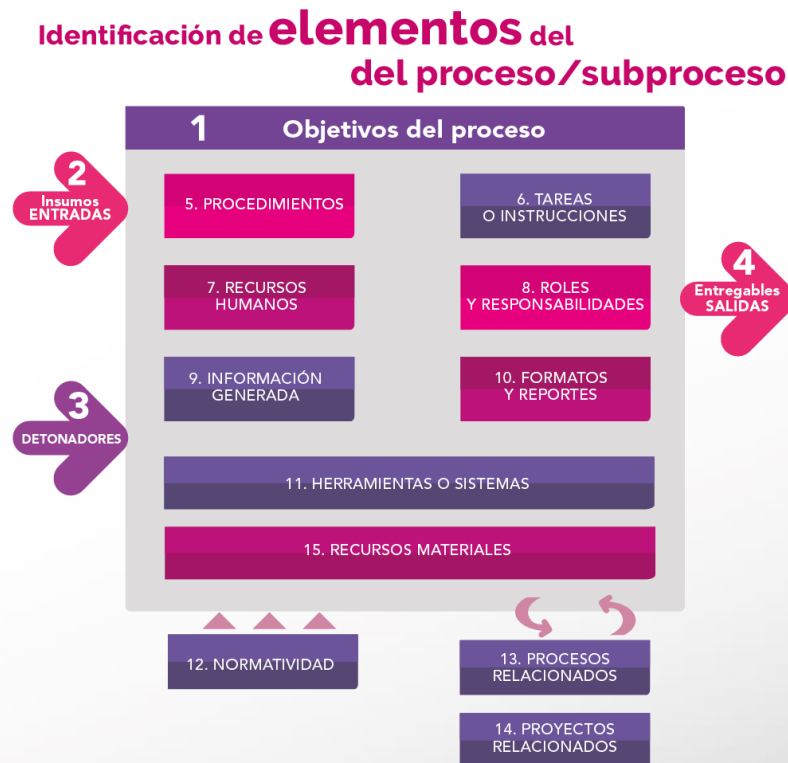 Identificación de elementos del
del proceso/subproceso
1 Objetivos del proceso
2
Insumos
ENTRADAS
5. PROCEDIMIENTOS
6. TAREAS
O INSTRUCCIONES
7. RECURSOS
HUMANOS
8. ROLES
Y RESPONSABILIDADES
4
Entregables
SALIDAS
9. INFORMACIÓN
GENERADA
10. FORMATOS
Y REPORTES
3
DETONADORES
11. HERRAMIENTAS O SISTEMAS
15. RECURSOS MATERIALES
12. NORMATIVIDAD
13. PROCESOS
RELACIONADOS
14. PROYECTOS
RELACIONADOS